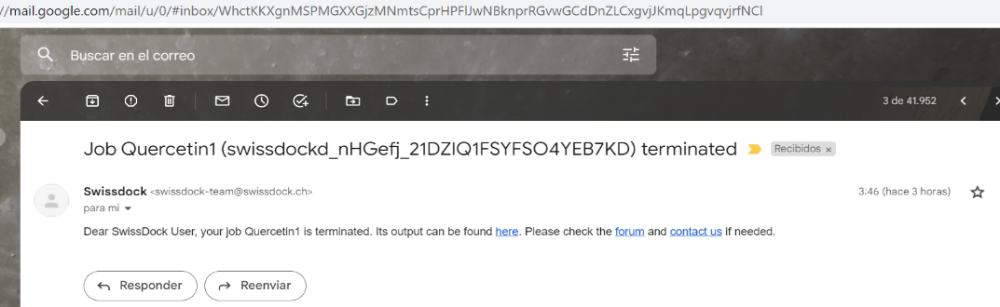 //mail.google.com/mail/u/0/#inbox/WhctKKXgnMSPMGXXGjzMNmtsCprHPFlJwNBknprRGvwGCdDnZLCxgvjJKmqLpgvqvjrfNCl
Buscar en el correo
3 de 41.952
Job Quercetin1 (swissdockd_nHGefj_21DZIQ1FSYFSO4YEB7KD) terminated Recibidos ×
Swissdock <swissdock-team@swissdock.ch> 3:46 (hace 3 horas)
para mí
Dear SwissDock User, your job Quercetin1 is terminated. Its output can be found here. Please check the forum and contact us if needed.
Responder Reenviar